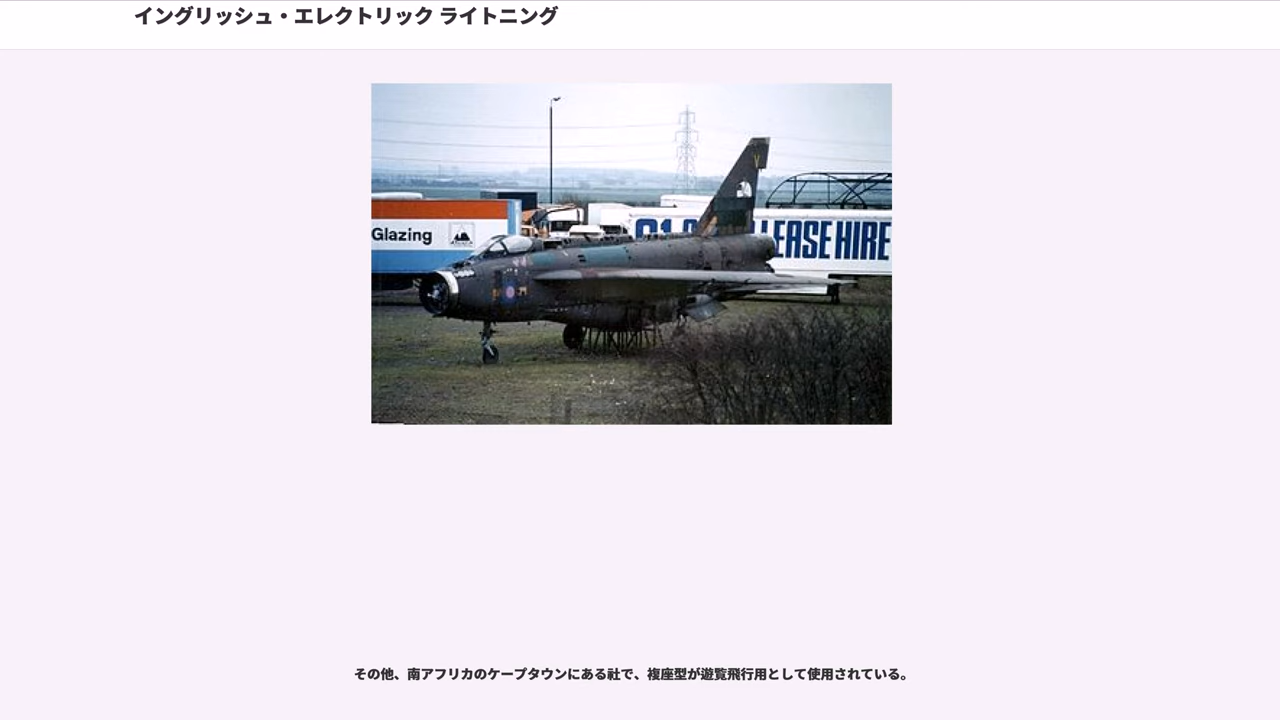 イングリッシュ・エレクトリック ライトニング
Glazing
LEASE HIRE
その他、南アフリカのケープタウンにある社で、複座型が遊覧飛行用として使用されている。